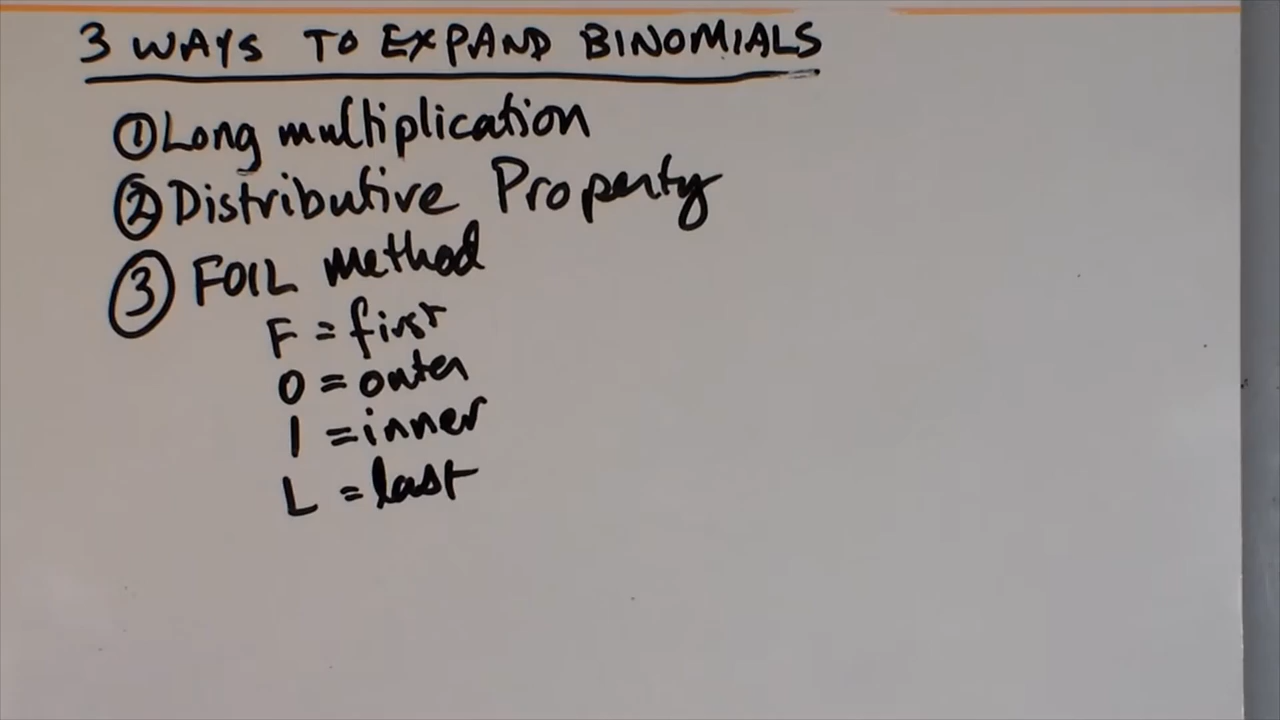 3 WAYS TO EXPAND BINOMIALS
① Long multiplication
② Distributive Property
③ FOIL method
F = first
O = outer
I = inner
L = last